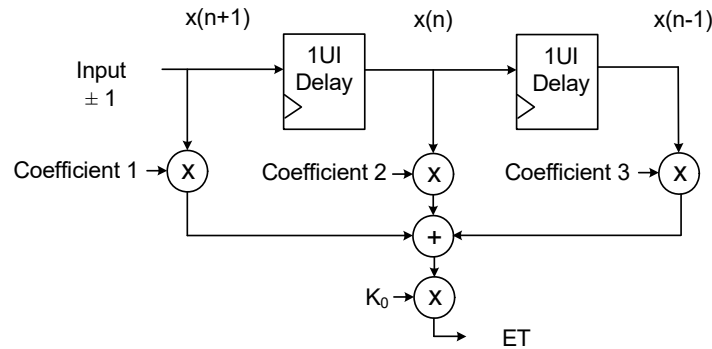 x(n+1)
x(n)
x(n-1)
Input
± 1
1UI
Delay
1UI
Delay
Coefficient 1
X
Coefficient 2
X
Coefficient 3
X
+
K₀
X
ET